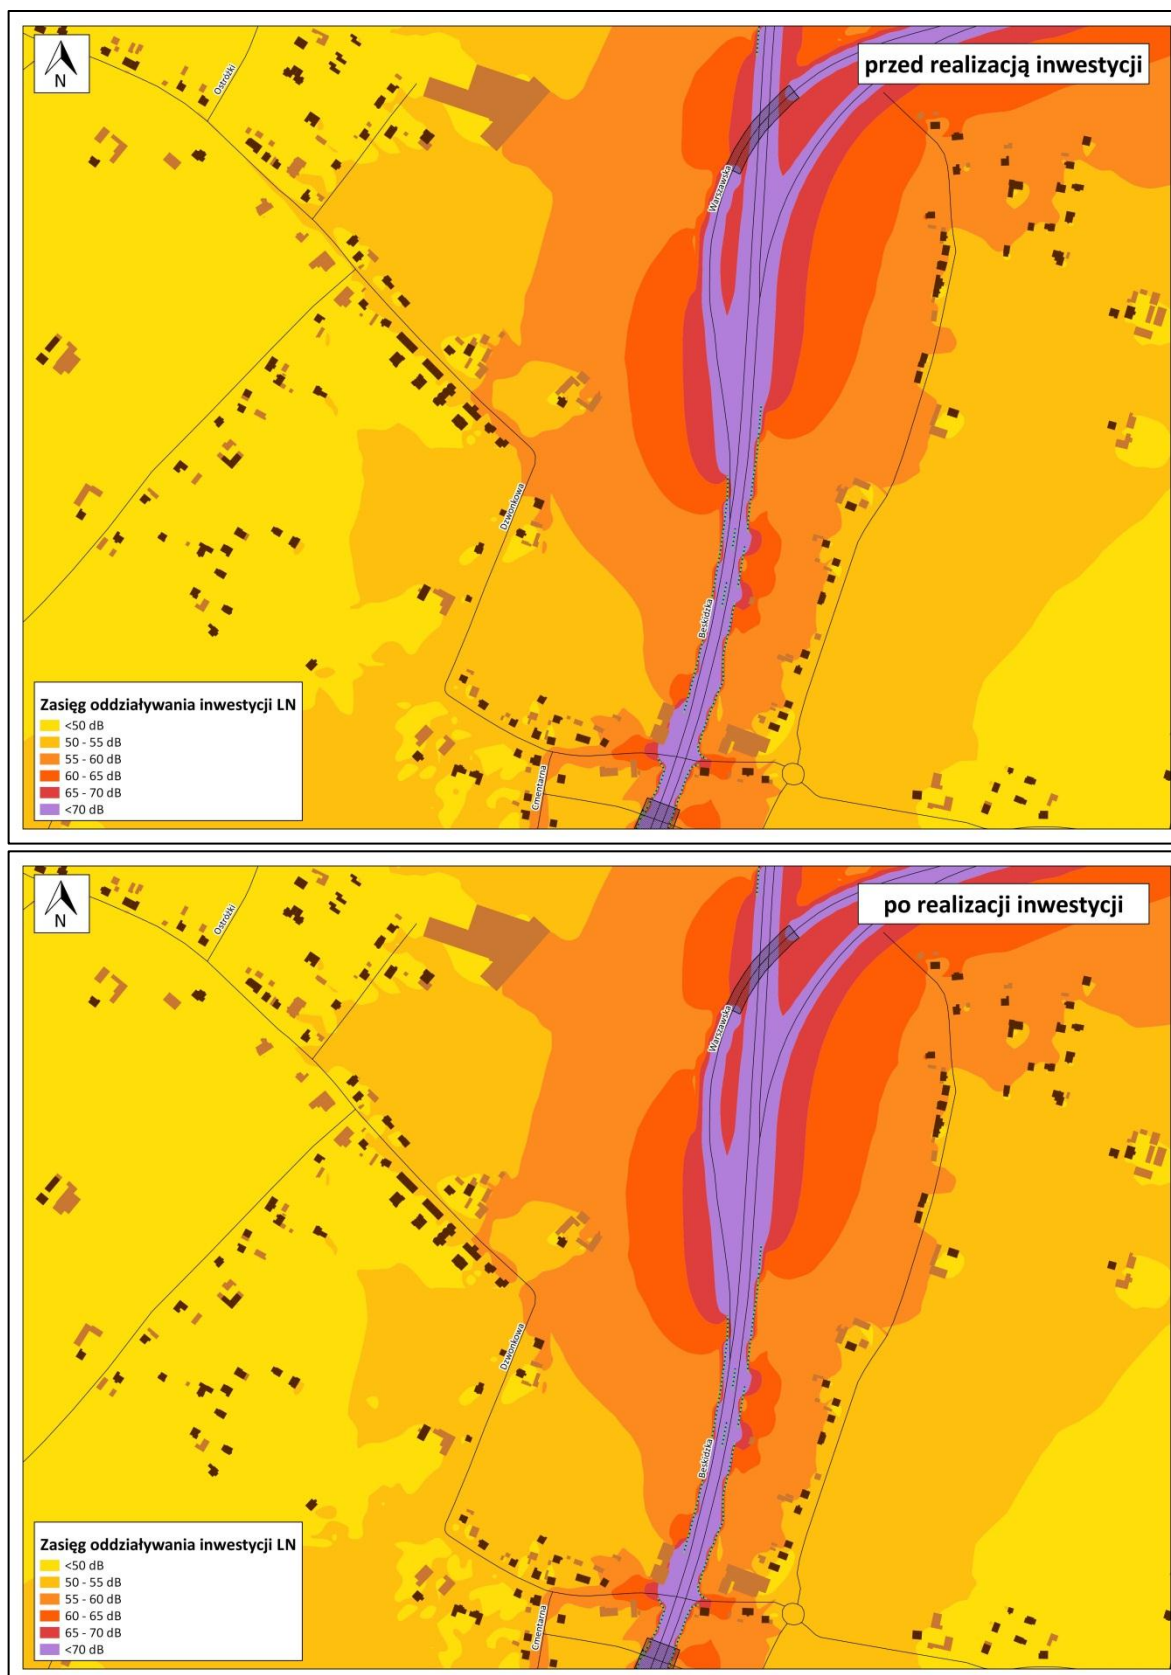 N
przed realizacją inwestycji
Ostróżki
Warszawska
Dzwonkowa
Beskidzka
Cmentarna
Zasięg oddziaływania inwestycji LN
<50 dB
50 - 55 dB
55 - 60 dB
60 - 65 dB
65 - 70 dB
<70 dB
N
po realizacji inwestycji
Ostróżki
Warszawska
Dzwonkowa
Beskidzka
Cmentarna
Zasięg oddziaływania inwestycji LN
<50 dB
50 - 55 dB
55 - 60 dB
60 - 65 dB
65 - 70 dB
<70 dB